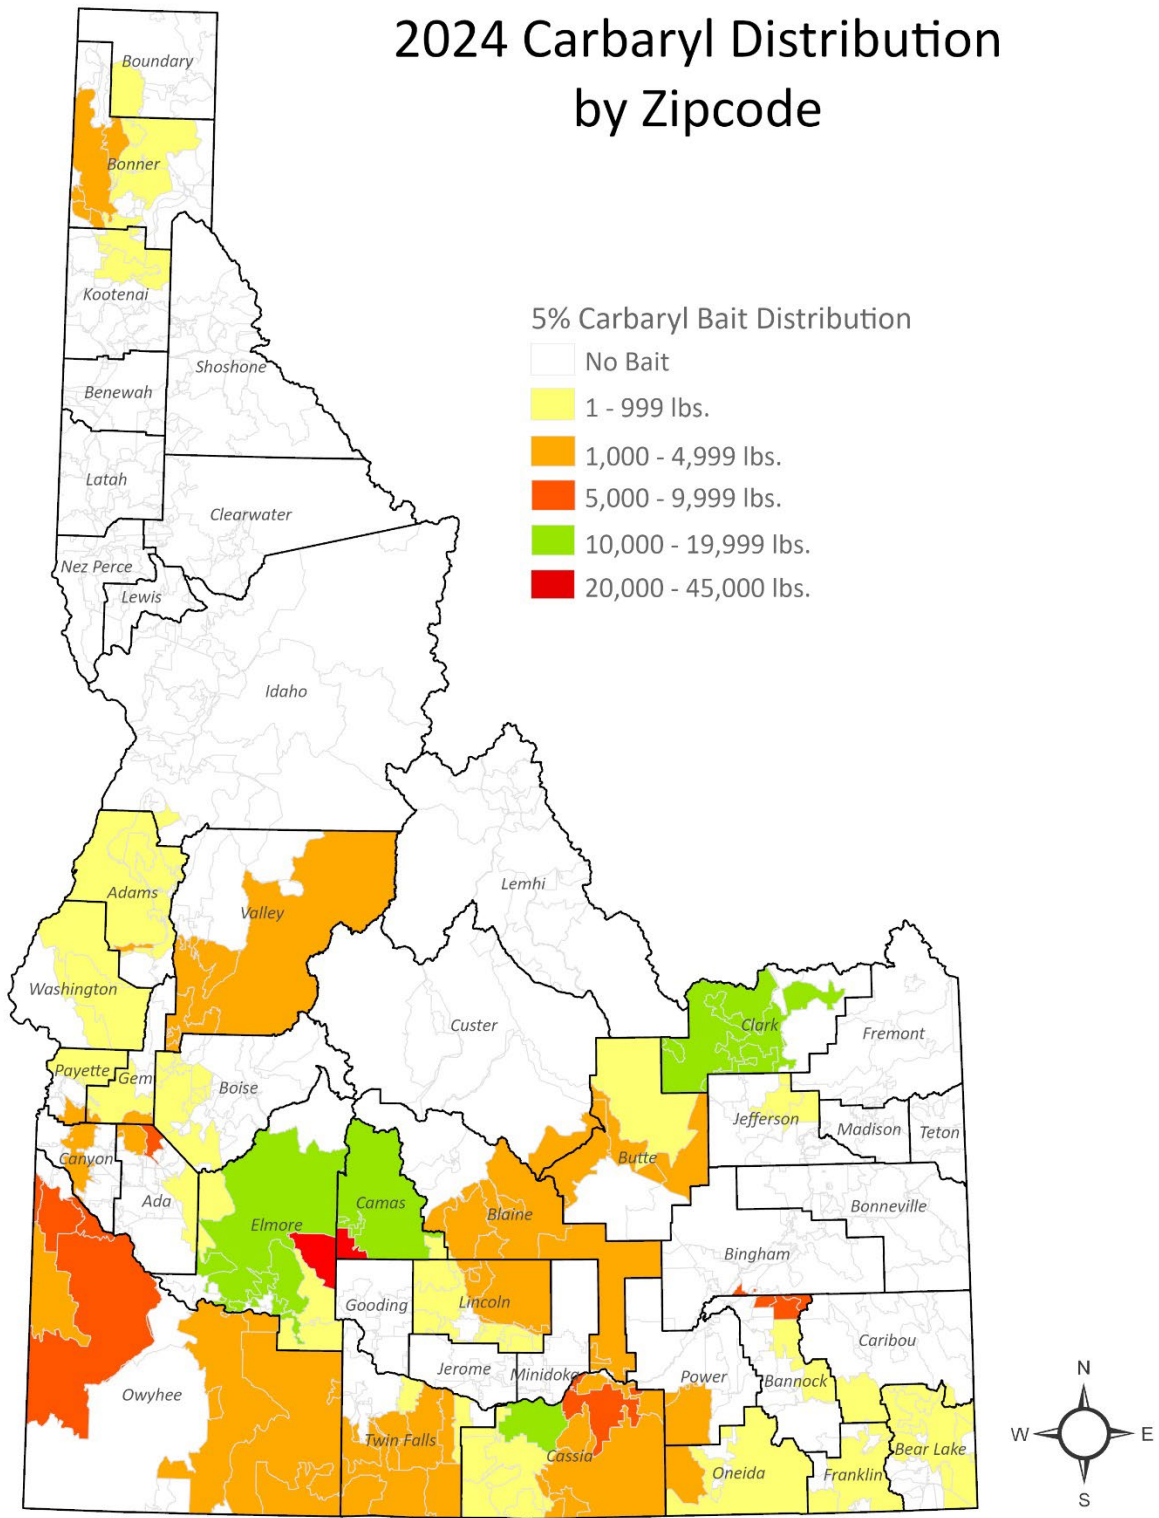 2024 Carbaryl Distribution
by Zipcode
Boundary
Bonner
Kootenai
Shoshone
Benewah
Latah
Clearwater
Nez Perce
Lewis
Idaho
5% Carbaryl Bait Distribution
No Bait
1 - 999 lbs.
1,000 - 4,999 lbs.
5,000 - 9,999 lbs.
10,000 - 19,999 lbs.
20,000 - 45,000 lbs.
Lemhi
Adams
Valley
Washington
Custer
Clark
Fremont
Payette
Gem
Boise
Jefferson
Madison
Teton
Canyon
Butte
Ada
Camas
Elmore
Blaine
Bonneville
Bingham
Gooding
Lincoln
Caribou
Jerome
Minidoka
Power
Bannock
Owyhee
Twin Falls
Cassia
Oneida
Franklin
Bear Lake
N
W
E
S